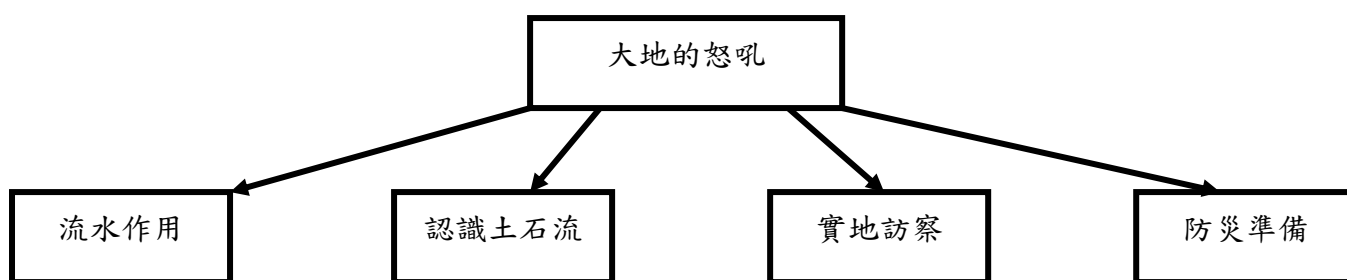 大地的怒吼
流水作用
認識土石流
實地訪察
防災準備